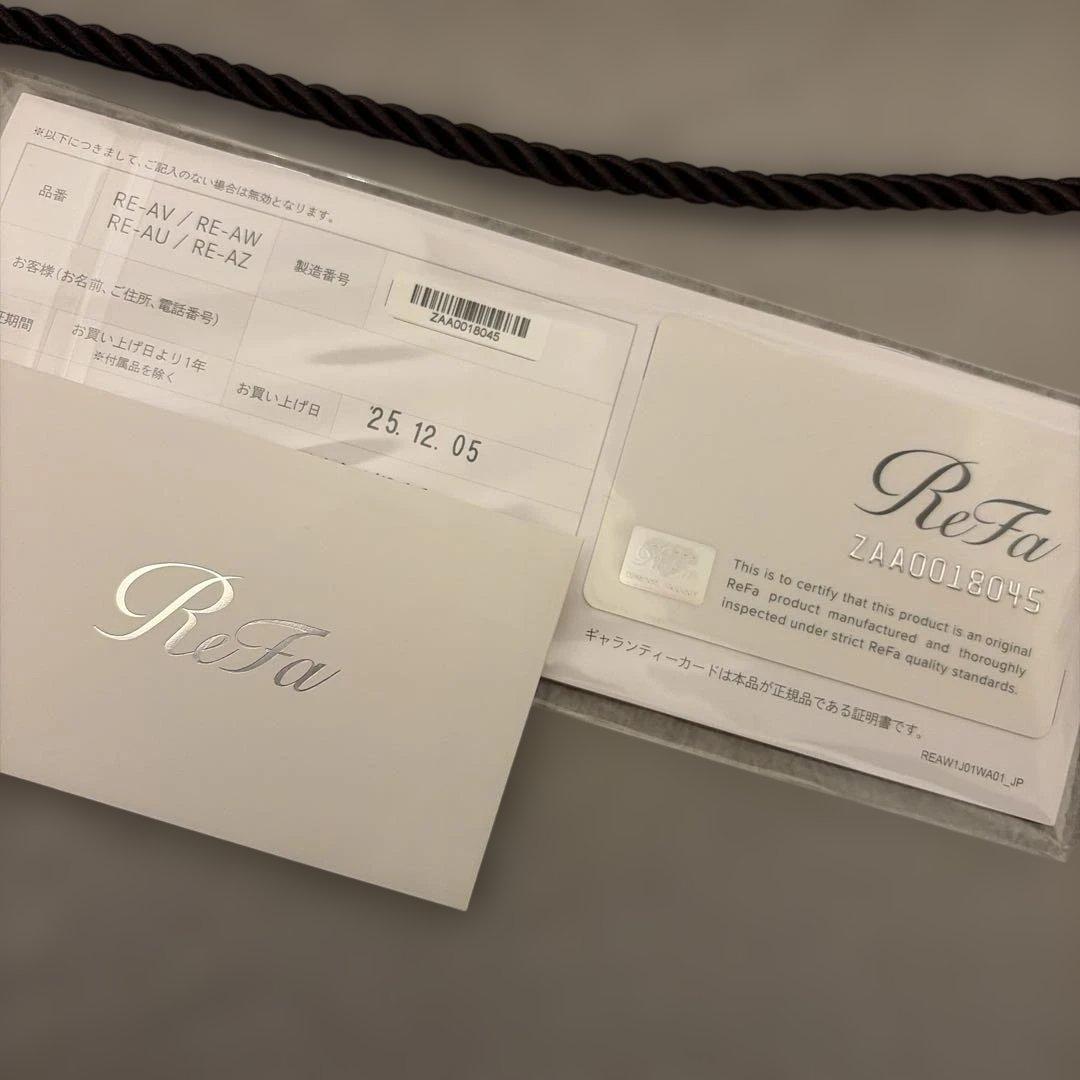 ※以下につきまして、ご記入のない場合は無効となります。
品番
RE-AV / RE-AW
RE-AU / RE-AZ
製造番号
ZAA0018045
お客様(お名前、ご住所、電話番号)
証期間
お買い上げ日より1年
※付属品を除く
お買い上げ日
'25. 12. 05
ReFa
ReFa
ZAA0018045
This is to certify that this product is an original
ReFa product manufactured and thoroughly
inspected under strict ReFa quality standards.
ギャランティーカードは本品が正規品である証明書です。
REAW1J01WA01_JP